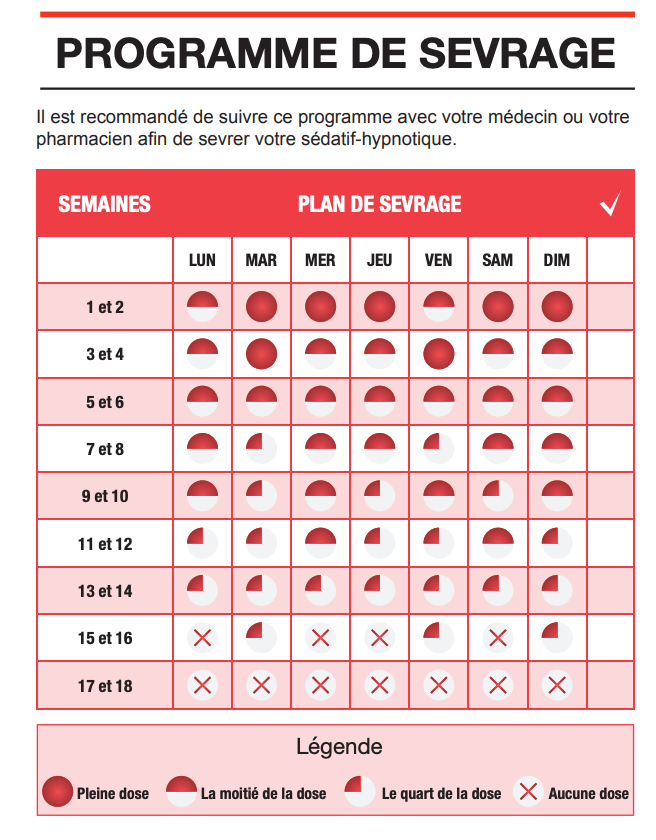 PROGRAMME DE SEVRAGE
Il est recommandé de suivre ce programme avec votre médecin ou votre
pharmacien afin de sevrer votre sédatif-hypnotique.
SEMAINES PLAN DE SEVRAGE
LUN MAR MER JEU VEN SAM DIM
1 et 2
3 et 4
5 et 6
7 et 8
9 et 10
11 et 12
13 et 14
15 et 16
17 et 18
Légende
Pleine dose La moitié de la dose Le quart de la dose Aucune dose